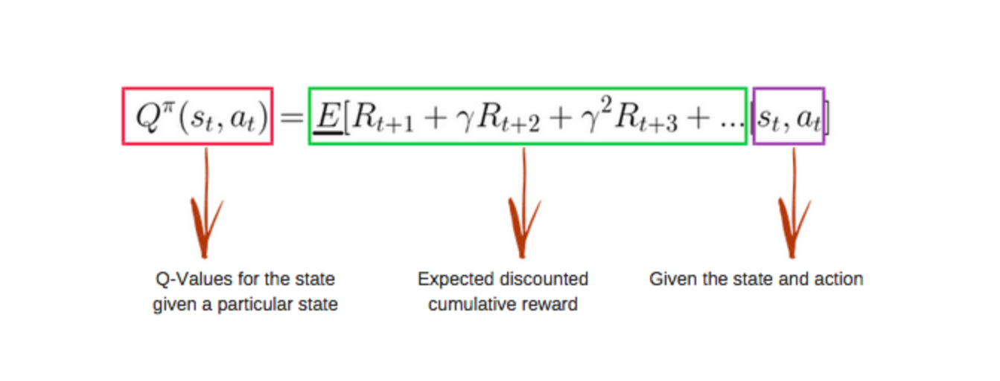 Q^π(s_t, a_t) = E[R_{t+1} + γR_{t+2} + γ²R_{t+3} + ...|s_t, a_t]
Q-Values for the state
given a particular state
Expected discounted
cumulative reward
Given the state and action